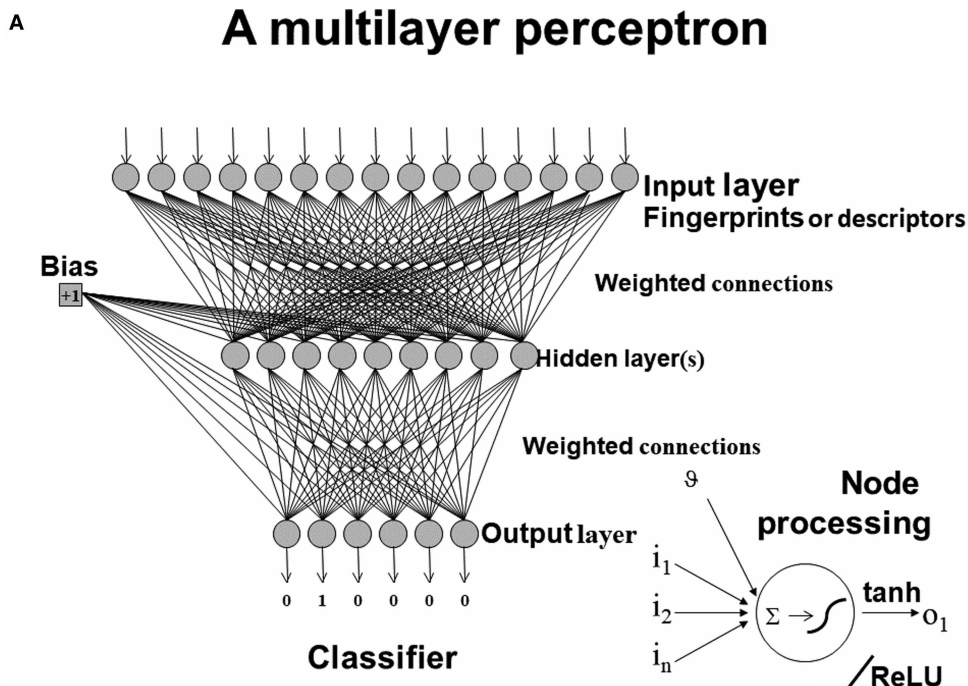 A
A multilayer perceptron
Input layer
Fingerprints or descriptors
Bias
+1
Weighted connections
Hidden layer(s)
Weighted connections
ϑ
Node
processing
Output layer
i1
i2
in
Σ
tanh
o1
0 1 0 0 0 0
Classifier
ReLU